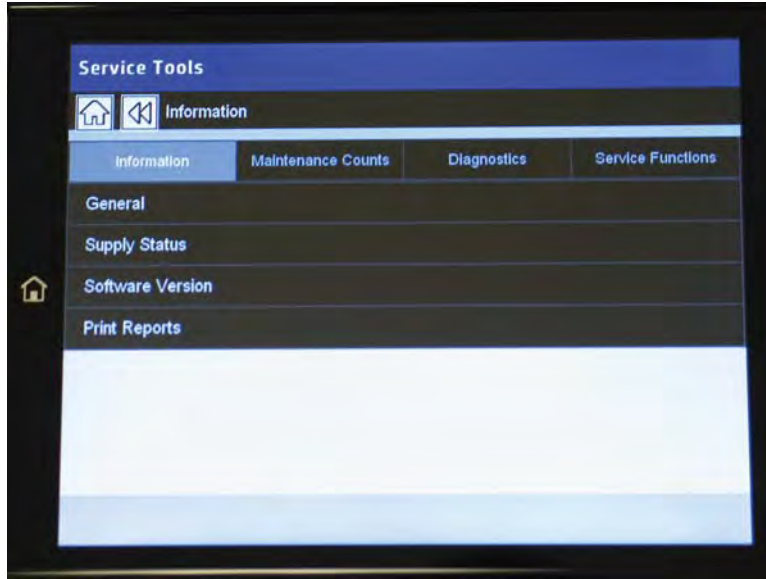 Service Tools
Information
Information Maintenance Counts Diagnostics Service Functions
General
Supply Status
Software Version
Print Reports